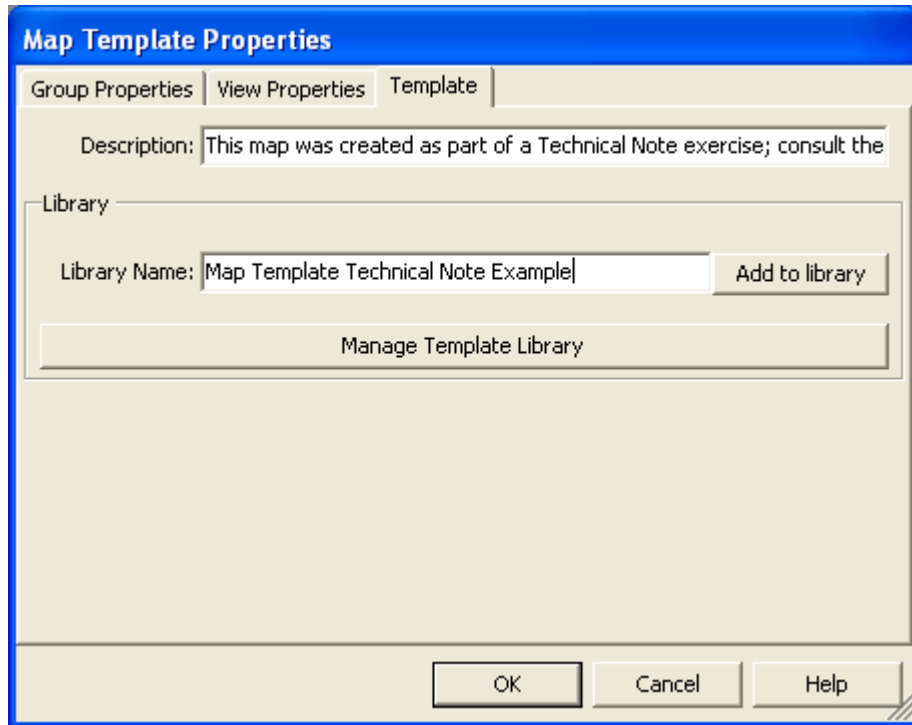 Map Template Properties
Group Properties View Properties Template
Description: This map was created as part of a Technical Note exercise; consult the
Library
Library Name: Map Template Technical Note Example Add to library
Manage Template Library
OK Cancel Help